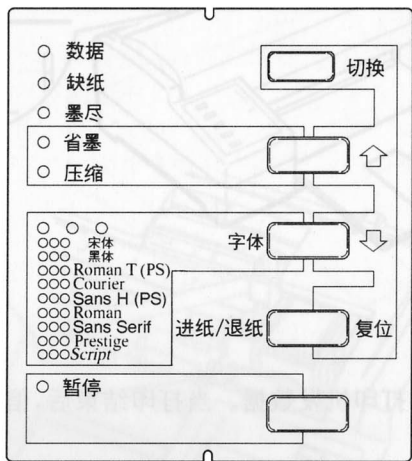 数据
缺纸
墨尽
省墨
压缩
切换
字体
宋体
黑体
Roman T (PS)
Courier
Sans H (PS)
Roman
Sans Serif
Prestige
Script
进纸/退纸
复位
暂停